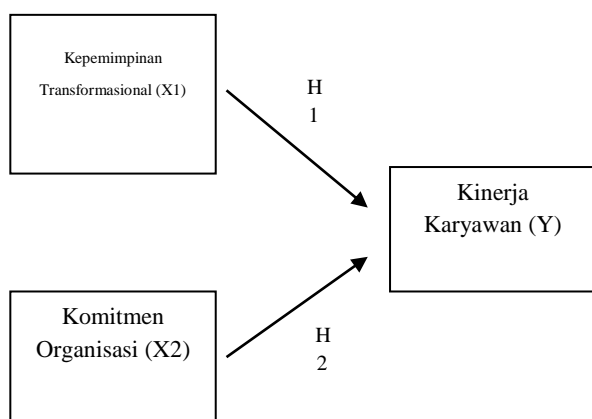 Kepemimpinan
Transformasional (X1)
H
1
Kinerja
Karyawan (Y)
Komitmen
Organisasi (X2)
H
2